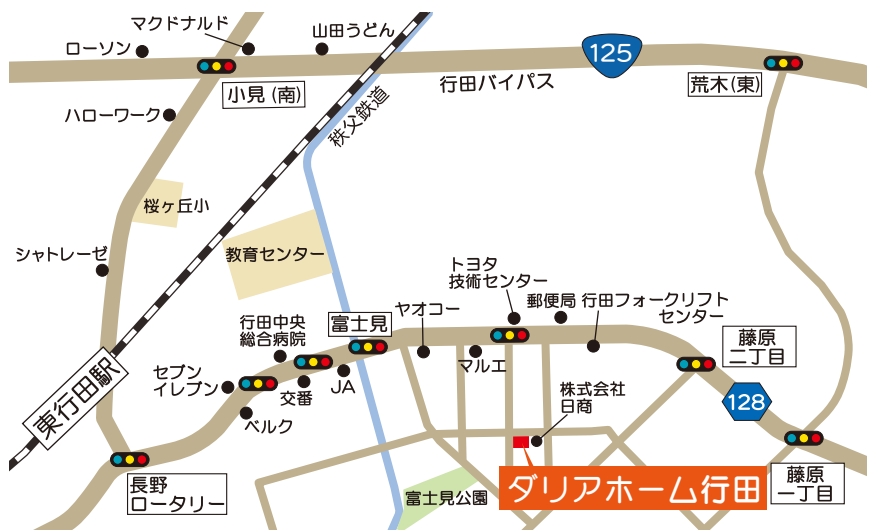 マクドナルド
ローソン
山田うどん
125
小見(南)
行田バイパス
荒木(東)
ハローワーク
秩父鉄道
桜ヶ丘小
シャトレーゼ
教育センター
トヨタ
技術センター
郵便局
行田フォークリフト
センター
ヤオコー
行田中央
総合病院
富士見
藤原
二丁目
東行田駅
セブン
イレブン
交番
JA
マルエ
株式会社
日商
128
ベルク
長野
ロータリー
富士見公園
ダリアホーム行田
藤原
一丁目